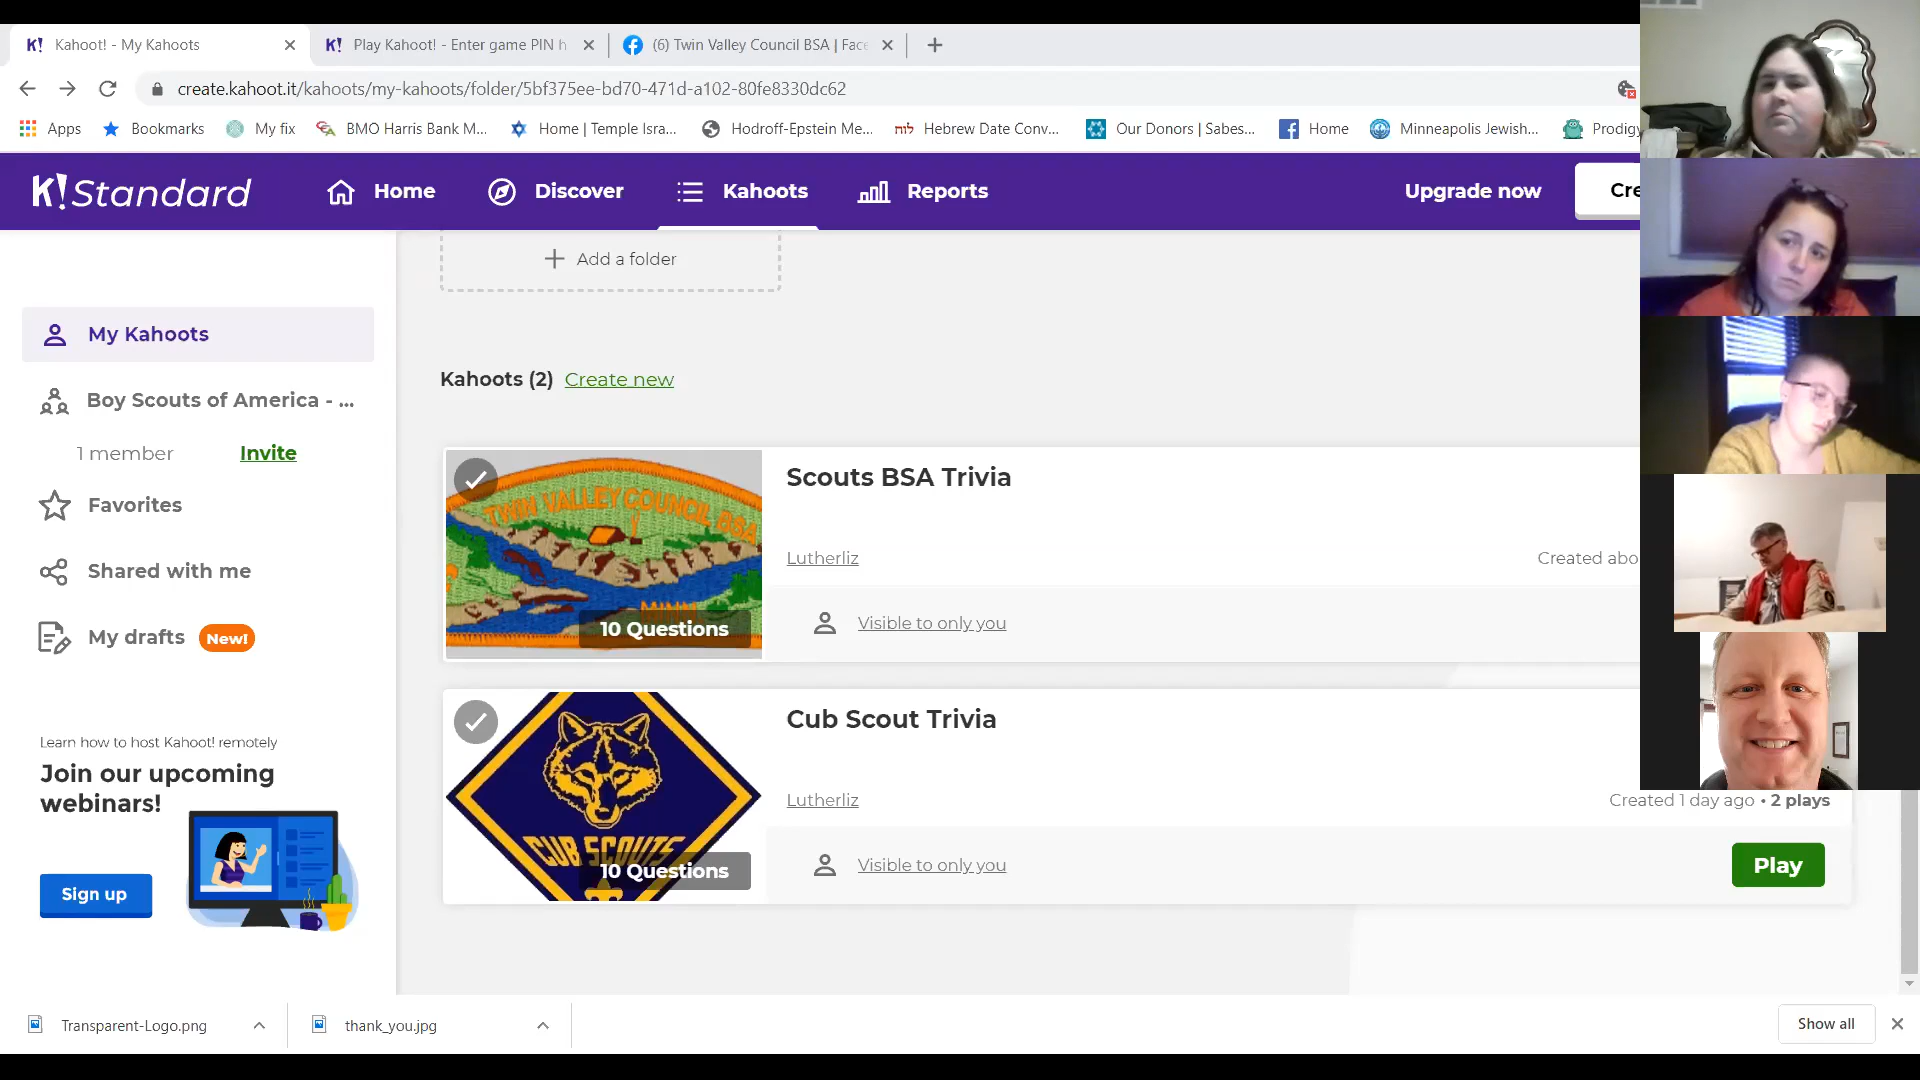 Kahoot! - My Kahoots
Play Kahoot! - Enter game PIN h
(6) Twin Valley Council BSA | Face
create.kahoot.it/kahoots/my-kahoots/folder/5bf375ee-bd70-471d-a102-80fe8330dc62
Apps Bookmarks My fix BMO Harris Bank M... Home | Temple Isra... Hodroff-Epstein Me... Hebrew Date Conv... Our Donors | Sabes... Home Minneapolis Jewish... Prodigy
K! Standard Home Discover Kahoots Reports Upgrade now Cre
Add a folder
My Kahoots
Boy Scouts of America - ...
1 member Invite
Favorites
Shared with me
My drafts New!
Learn how to host Kahoot! remotely
Join our upcoming
webinars!
Sign up
Kahoots (2) Create new
TWIN VALLEY COUNCIL BSA
MINN.
10 Questions
Scouts BSA Trivia
Lutherliz
Created abo
Visible to only you
CUB SCOUTS
10 Questions
Cub Scout Trivia
Lutherliz
Created 1 day ago • 2 plays
Visible to only you
Play
Transparent-Logo.png
thank_you.jpg
Show all